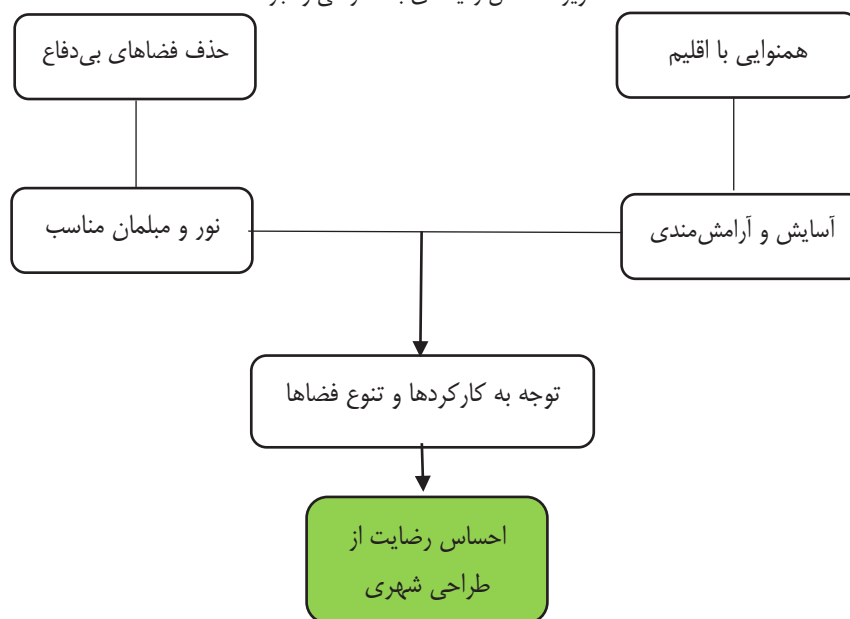 همنوایی با اقلیم
حذف فضاهای بی‌دفاع
آسایش و آرامش‌مندی
نور و مبلمان مناسب
توجه به کارکردها و تنوع فضاها
احساس رضایت از
طراحی شهری